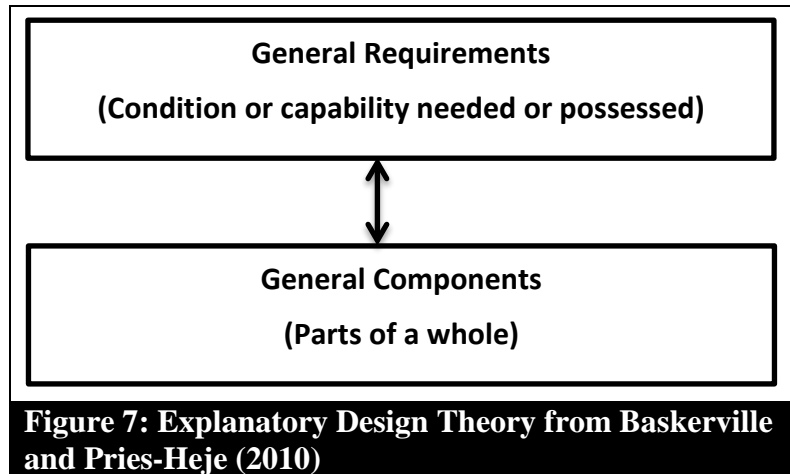 General Requirements
(Condition or capability needed or possessed)
General Components
(Parts of a whole)
Figure 7: Explanatory Design Theory from Baskerville
and Pries-Heje (2010)